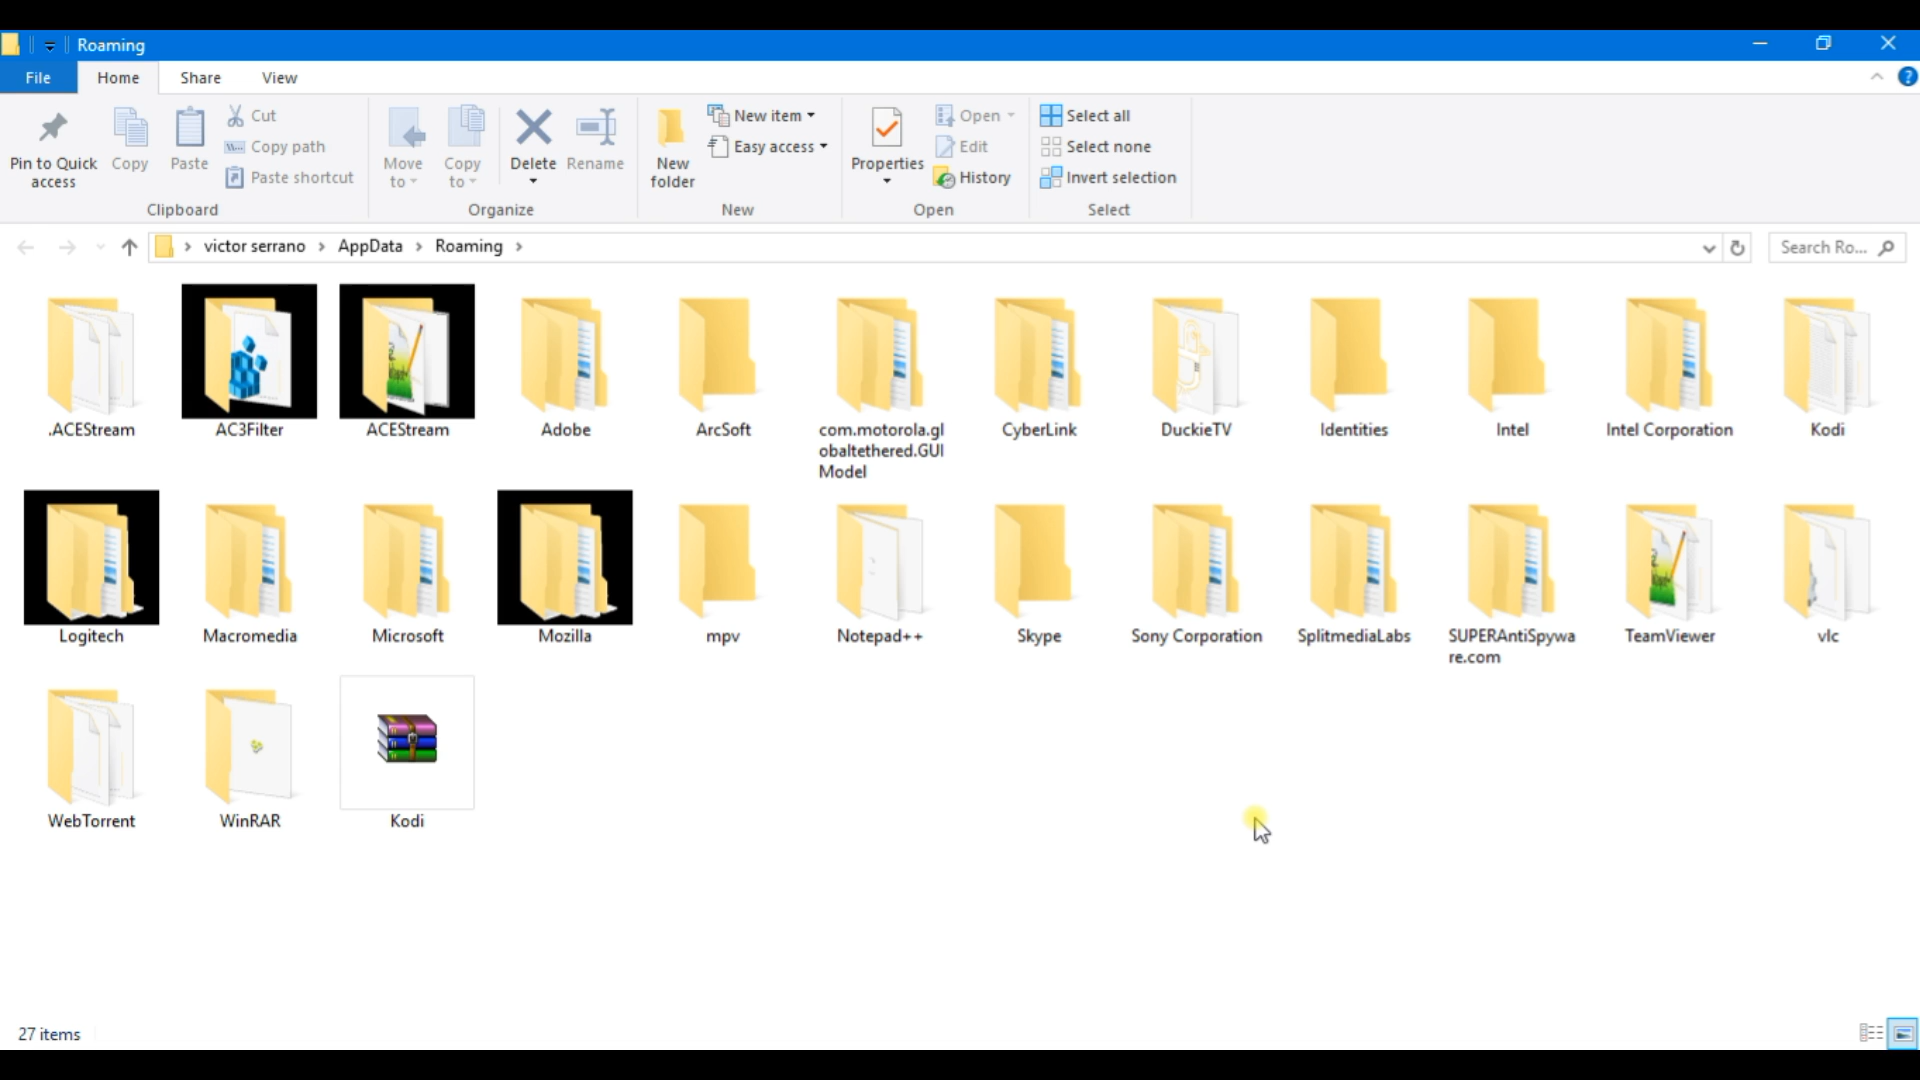 Roaming
File Home Share View
Pin to Quick access
Copy
Paste
Cut
Copy path
Paste shortcut
Clipboard
Move to
Copy to
Delete
Rename
Organize
New folder
New item
Easy access
New
Properties
Open
Edit
History
Open
Select all
Select none
Invert selection
Select
victor serrano > AppData > Roaming >
Search Ro...
.ACEStream
AC3Filter
ACEStream
Adobe
ArcSoft
com.motorola.gl
obaltethered.GUI
Model
CyberLink
DuckieTV
Identities
Intel
Intel Corporation
Kodi
Logitech
Macromedia
Microsoft
Mozilla
mpv
Notepad++
Skype
Sony Corporation
SplitmediaLabs
SUPERAntiSpywa
re.com
TeamViewer
vlc
WebTorrent
WinRAR
Kodi
27 items